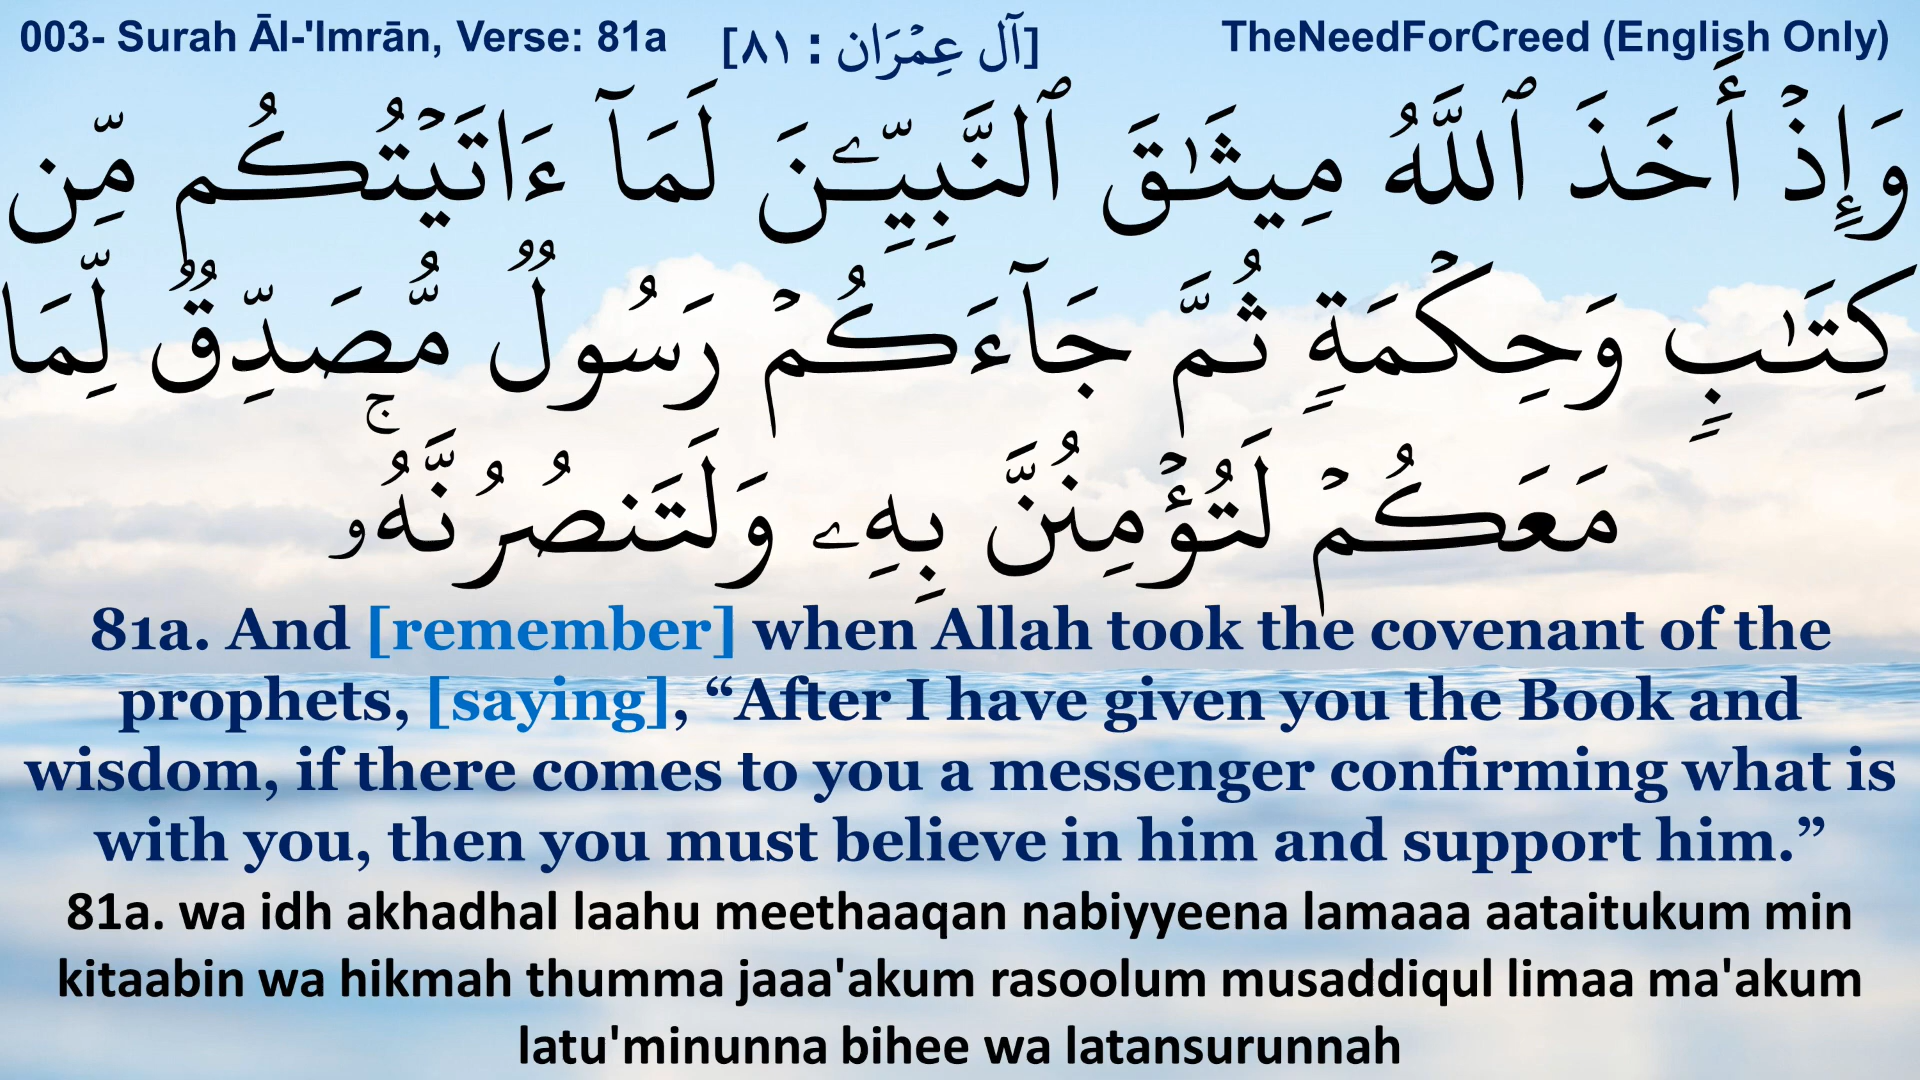 003- Surah Āl-'Imrān, Verse: 81a [آل عِمۡرَان : ٨١] TheNeedForCreed (English Only)
وَإِذۡ أَخَذَ ٱللَّهُ مِيثَٰقَ ٱلنَّبِيِّـۧنَ لَمَآ ءَاتَيۡتُكُم مِّن
كِتَٰبٖ وَحِكۡمَةٖ ثُمَّ جَآءَكُمۡ رَسُولٞ مُّصَدِّقٞ لِّمَا
مَعَكُمۡ لَتُؤۡمِنُنَّ بِهِۦ وَلَتَنصُرُنَّهُۥۚ
81a. And [remember] when Allah took the covenant of the
prophets, [saying], “After I have given you the Book and
wisdom, if there comes to you a messenger confirming what is
with you, then you must believe in him and support him.”
81a. wa idh akhadhal laahu meethaaqan nabiyyeena lamaaa aataitukum min
kitaabin wa hikmah thumma jaaa'akum rasoolum musaddiqul limaa ma'akum
latu'minunna bihee wa latansurunnah